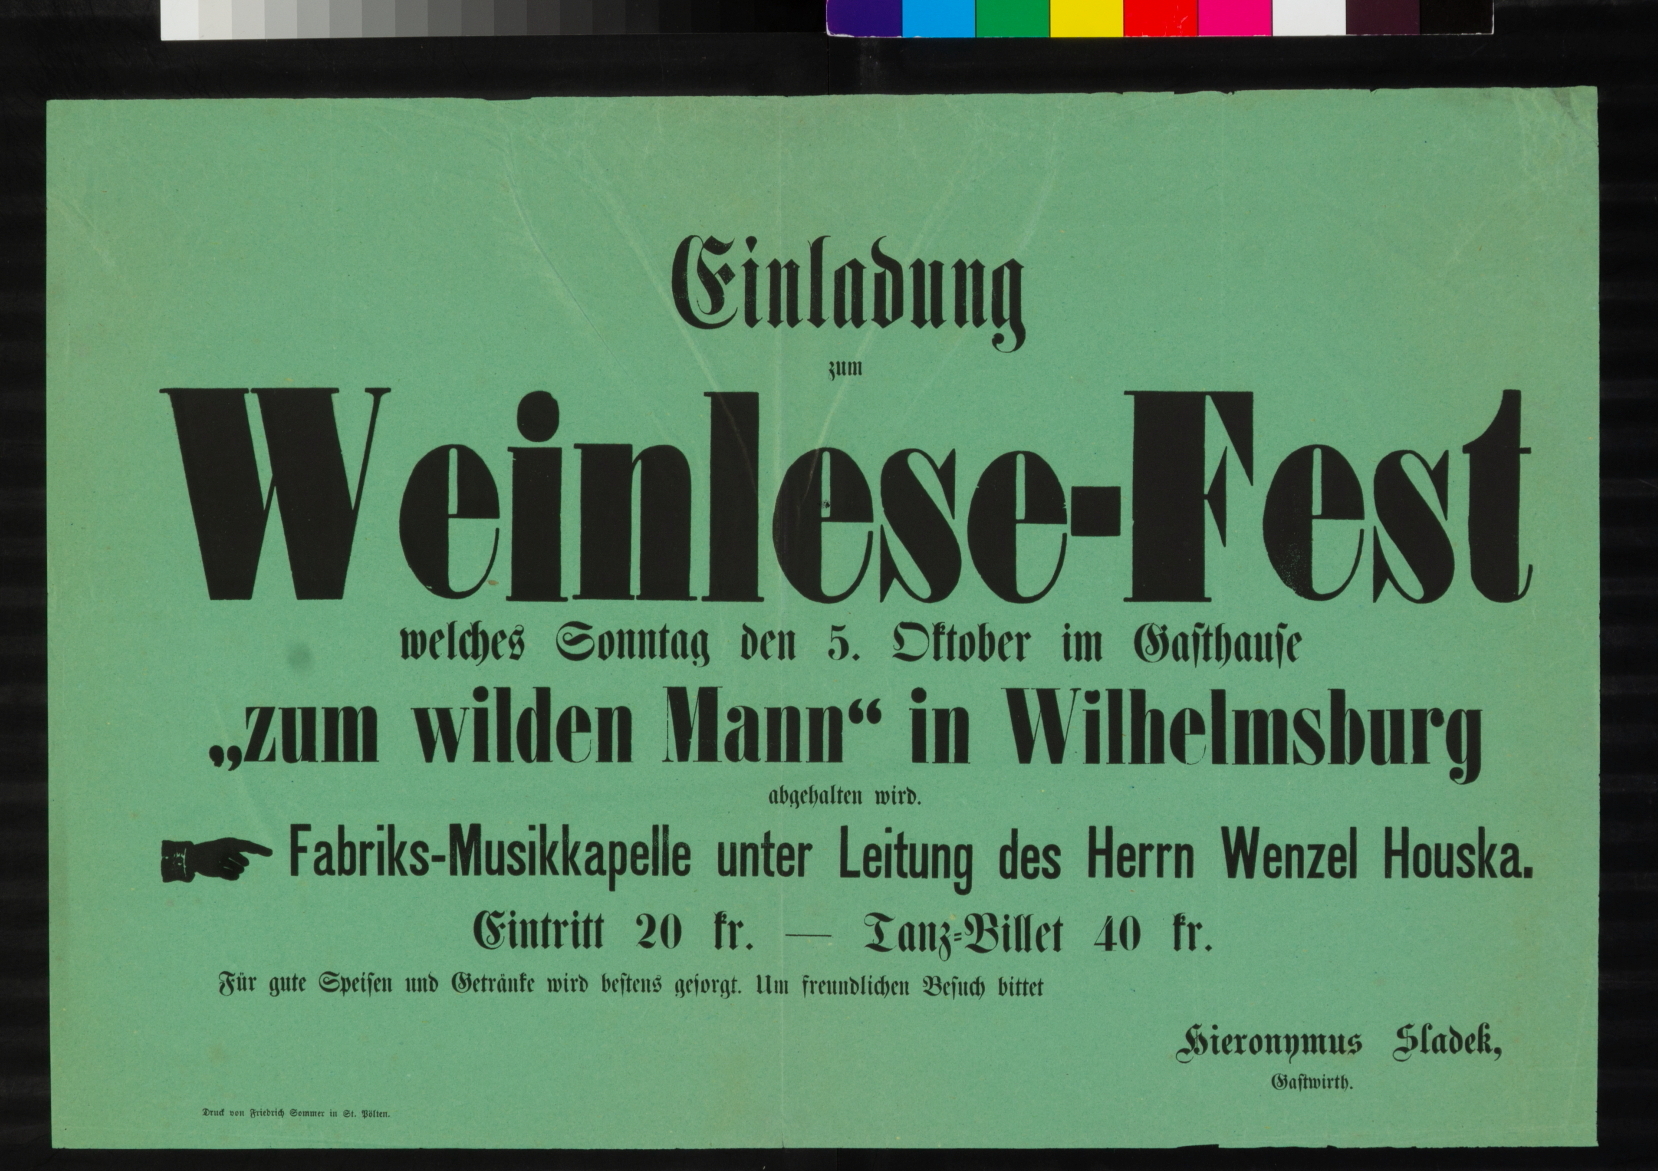 Einladung
zum
Weinlese-Fest
welches Sonntag den 5. Oktober im Gasthause
„zum wilden Mann“ in Wilhelmsburg
abgehalten wird.
Fabriks-Musikkapelle unter Leitung des Herrn Wenzel Houska.
Eintritt 20 kr. — Tanz-Billet 40 kr.
Für gute Speisen und Getränke wird bestens gesorgt. Um freundlichen Besuch bittet
Hieronymus Sladek,
Gastwirth.
Druck von Friedrich Sommer in St. Pölten.